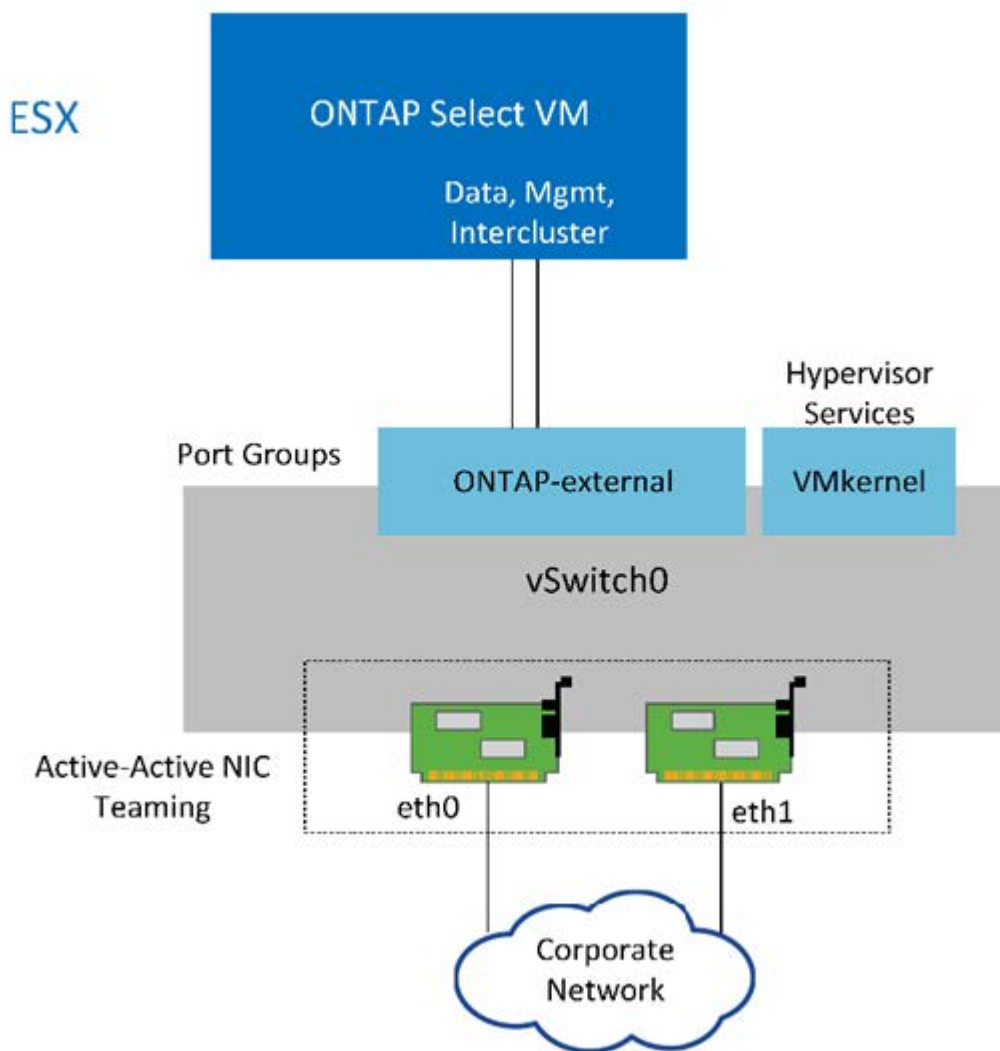 ESX
ONTAP Select VM
Data, Mgmt,
Intercluster
Hypervisor
Services
Port Groups
ONTAP-external
VMkernel
vSwitch0
Active-Active NIC
Teaming
eth0
eth1
Corporate
Network